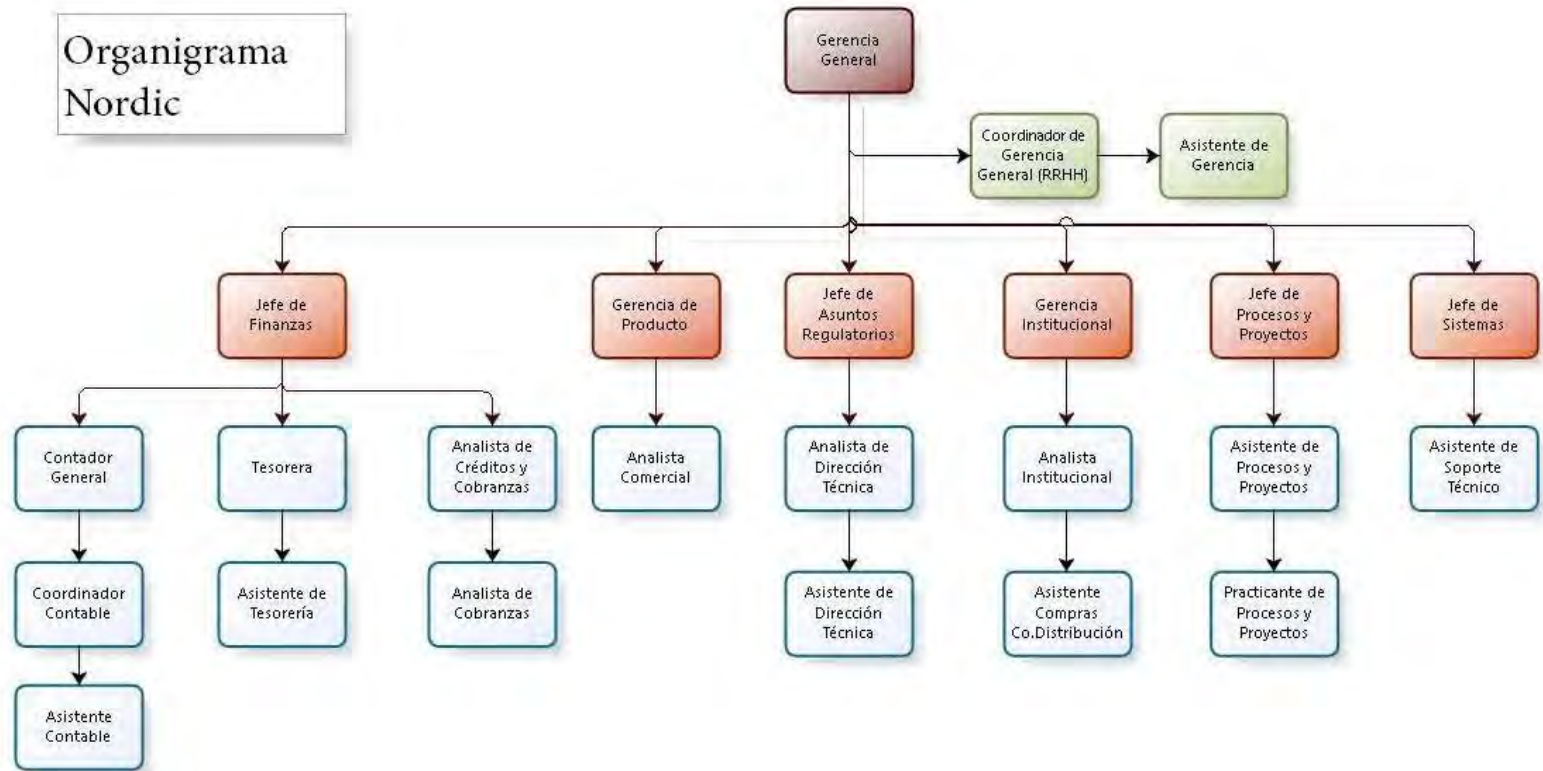 Organigrama
Nordic
Gerencia
General
Coordinador de
Gerencia
General (RRHH)
Asistente de
Gerencia
Jefe de
Finanzas
Gerencia de
Producto
Jefe de
Asuntos
Regulatorios
Gerencia
Institucional
Jefe de
Procesos y
Proyectos
Jefe de
Sistemas
Contador
General
Tesorera
Analista de
Créditos y
Cobranzas
Analista
Comercial
Analista de
Dirección
Técnica
Analista
Institucional
Asistente de
Procesos y
Proyectos
Asistente de
Soporte
Técnico
Coordinador
Contable
Asistente de
Tesorería
Analista de
Cobranzas
Asistente de
Dirección
Técnica
Asistente
Compras
Co.Distribución
Practicante de
Procesos y
Proyectos
Asistente
Contable